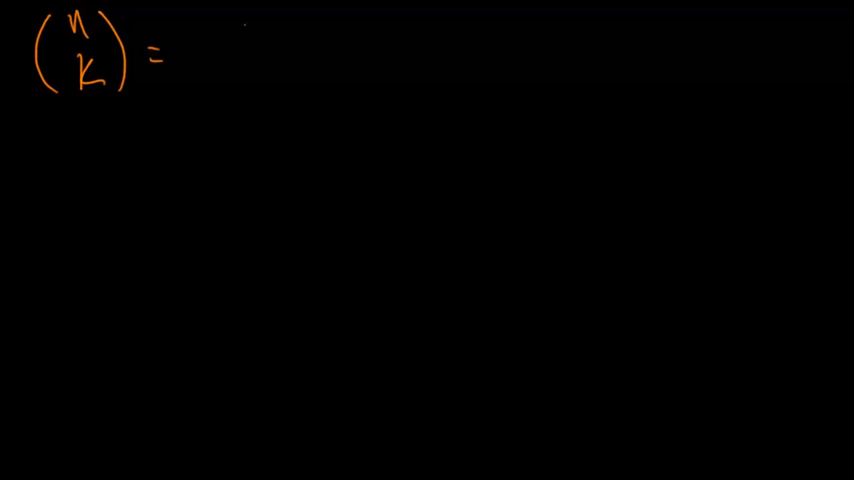 (n
k) =